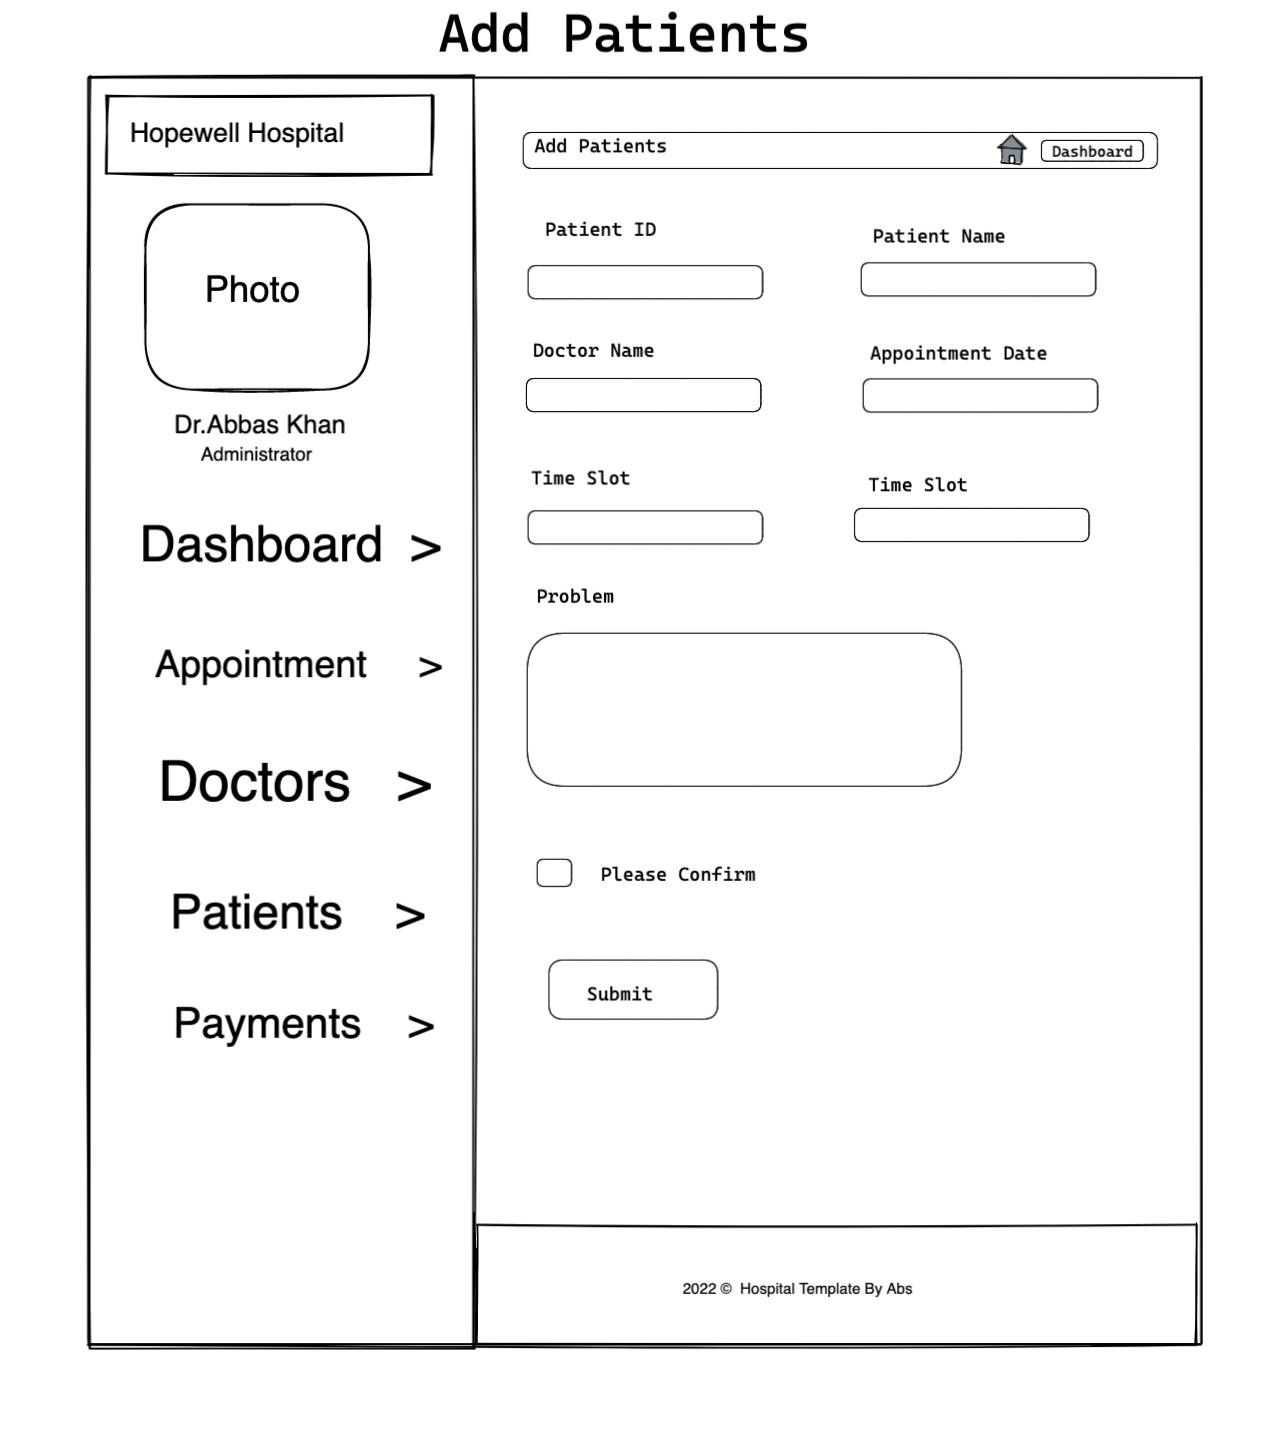 Add Patients
Hopewell Hospital
Photo
Dr.Abbas Khan
Administrator
Dashboard >
Appointment >
Doctors >
Patients >
Payments >
Add Patients Dashboard
Patient ID
Patient Name
Doctor Name
Appointment Date
Time Slot
Time Slot
Problem
Please Confirm
Submit
2022 © Hospital Template By Abs